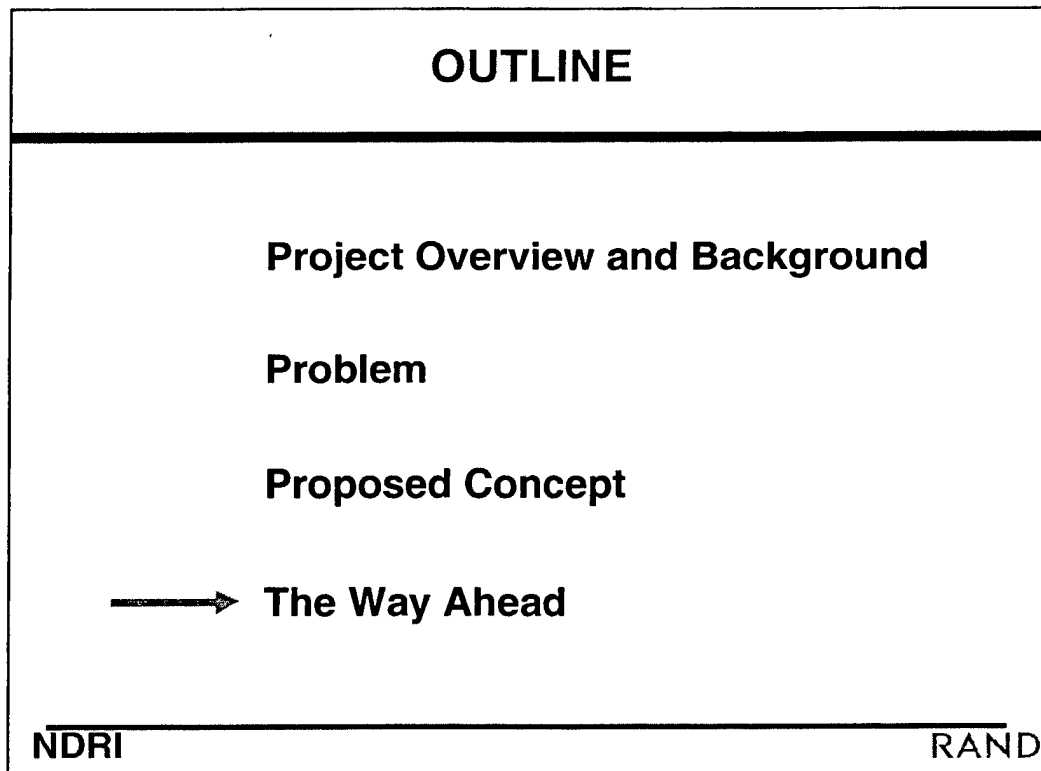 OUTLINE
Project Overview and Background
Problem
Proposed Concept
The Way Ahead
NDRI RAND